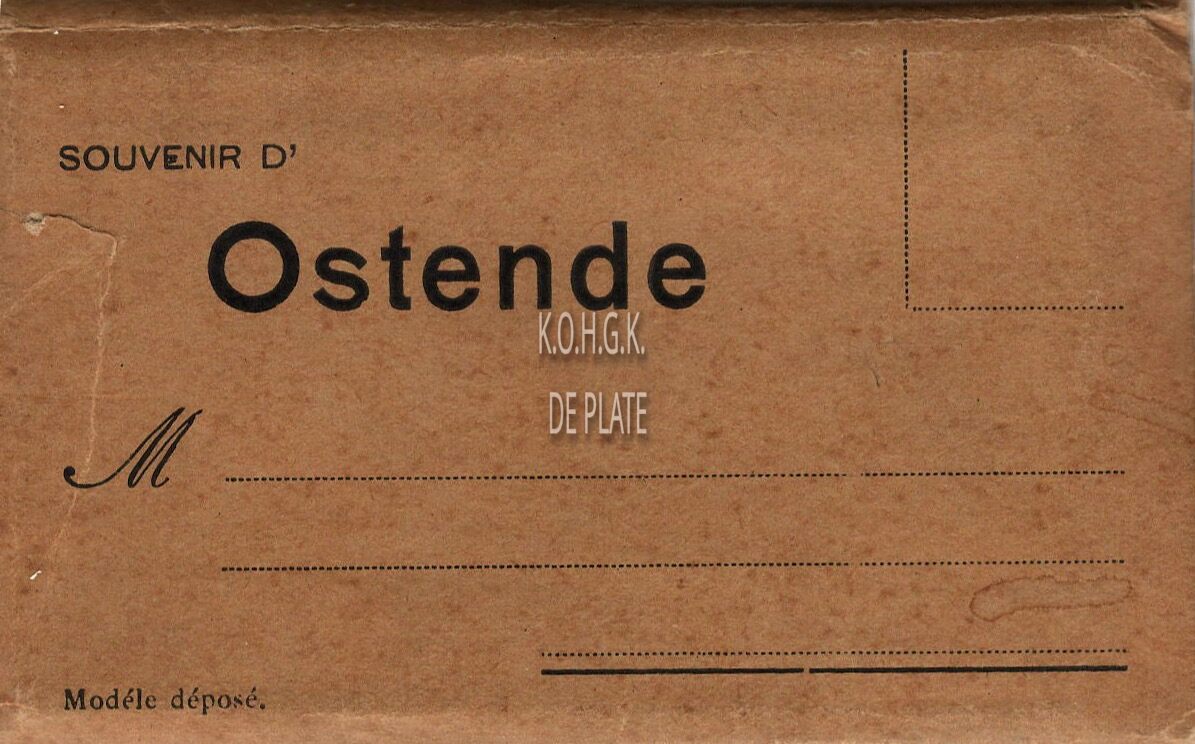 SOUVENIR D'
Ostende
K.O.H.G.K.
DE PLATE
M
Modéle déposé.